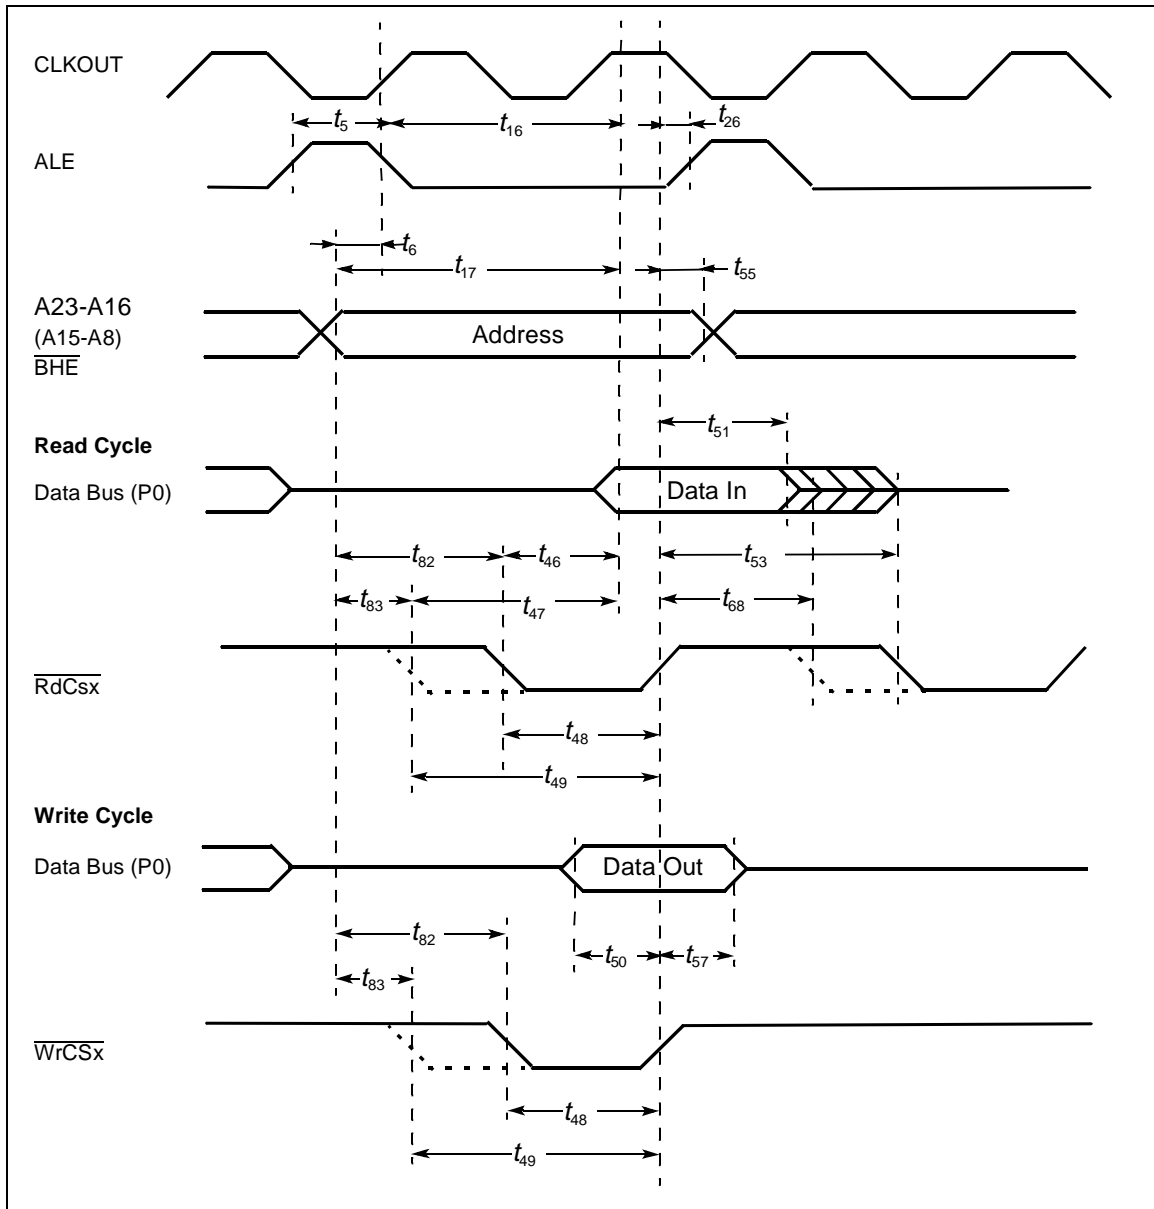 CLKOUT
t5
t16
t26
ALE
t6
t17
t55
A23-A16
(A15-A8)
BHE
Address
t51
Read Cycle
Data Bus (P0)
Data In
t82
t46
t53
t83
t47
t68
RdCsx
t48
t49
Write Cycle
Data Bus (P0)
Data Out
t82
t50
t57
t83
WrCSx
t48
t49